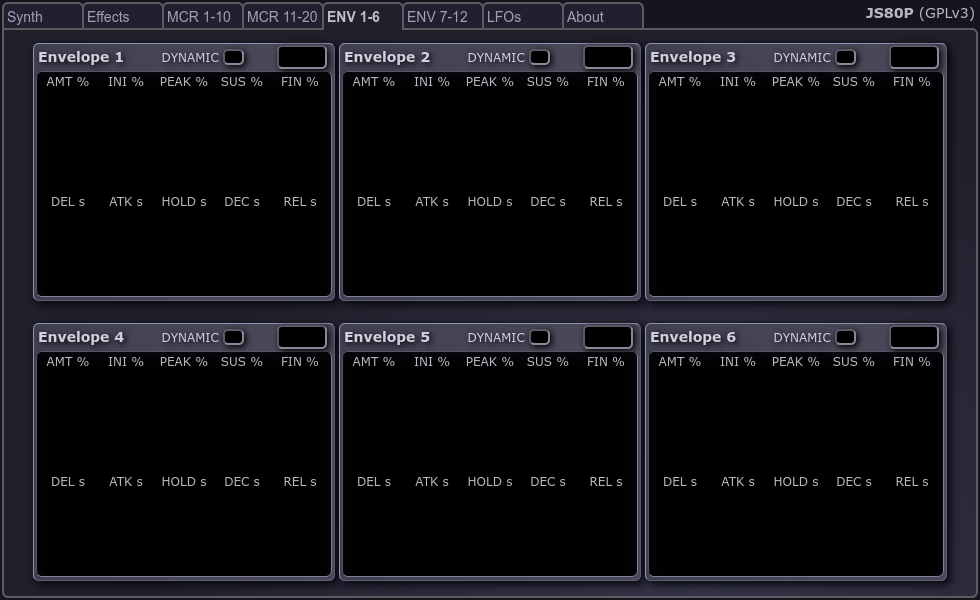 Synth Effects MCR 1-10 MCR 11-20 ENV 1-6 ENV 7-12 LFOs About JS80P (GPLv3)
Envelope 1 DYNAMIC Envelope 2 DYNAMIC Envelope 3 DYNAMIC
AMT % INI % PEAK % SUS % FIN % AMT % INI % PEAK % SUS % FIN % AMT % INI % PEAK % SUS % FIN %
DEL s ATK s HOLD s DEC s REL s DEL s ATK s HOLD s DEC s REL s DEL s ATK s HOLD s DEC s REL s
Envelope 4 DYNAMIC Envelope 5 DYNAMIC Envelope 6 DYNAMIC
AMT % INI % PEAK % SUS % FIN % AMT % INI % PEAK % SUS % FIN % AMT % INI % PEAK % SUS % FIN %
DEL s ATK s HOLD s DEC s REL s DEL s ATK s HOLD s DEC s REL s DEL s ATK s HOLD s DEC s REL s